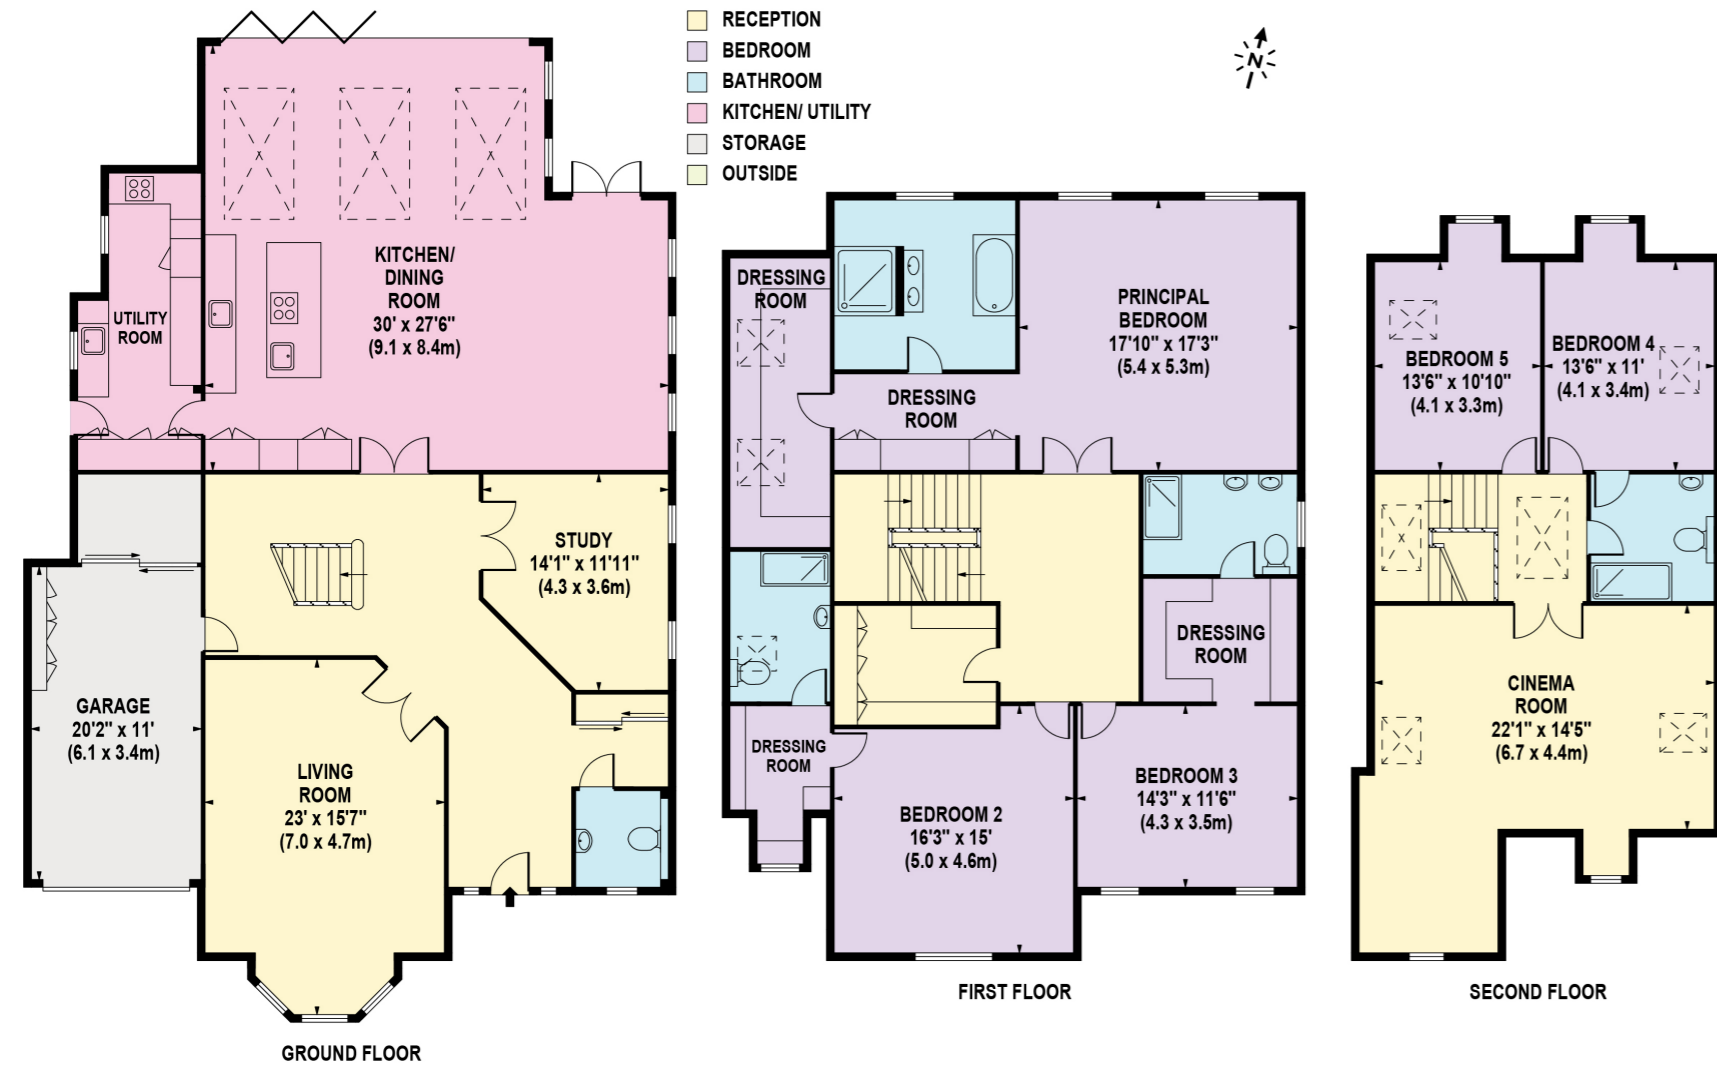 RECEPTION
BEDROOM
BATHROOM
KITCHEN/ UTILITY
STORAGE
OUTSIDE
N
KITCHEN/
DINING
ROOM
30' x 27'6"
(9.1 x 8.4m)
UTILITY
ROOM
STUDY
14'1" x 11'11"
(4.3 x 3.6m)
GARAGE
20'2" x 11'
(6.1 x 3.4m)
LIVING
ROOM
23' x 15'7"
(7.0 x 4.7m)
GROUND FLOOR
DRESSING
ROOM
PRINCIPAL
BEDROOM
17'10" x 17'3"
(5.4 x 5.3m)
DRESSING
ROOM
DRESSING
ROOM
DRESSING
ROOM
BEDROOM 2
16'3" x 15'
(5.0 x 4.6m)
BEDROOM 3
14'3" x 11'6"
(4.3 x 3.5m)
FIRST FLOOR
BEDROOM 5
13'6" x 10'10"
(4.1 x 3.3m)
BEDROOM 4
13'6" x 11'
(4.1 x 3.4m)
CINEMA
ROOM
22'1" x 14'5"
(6.7 x 4.4m)
SECOND FLOOR